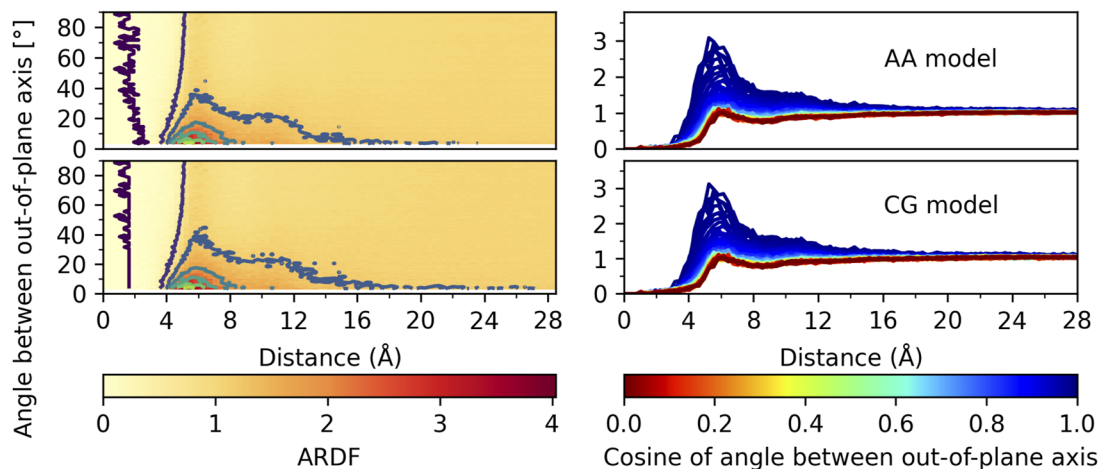 Angle between out-of-plane axis [°]
80
60
40
20
0
80
60
40
20
0
0 4 8 12 16 20 24 28
Distance (Å)
0 1 2 3 4
ARDF
3
2
1
0
AA model
3
2
1
0
CG model
0 4 8 12 16 20 24 28
Distance (Å)
0.0 0.2 0.4 0.6 0.8 1.0
Cosine of angle between out-of-plane axis